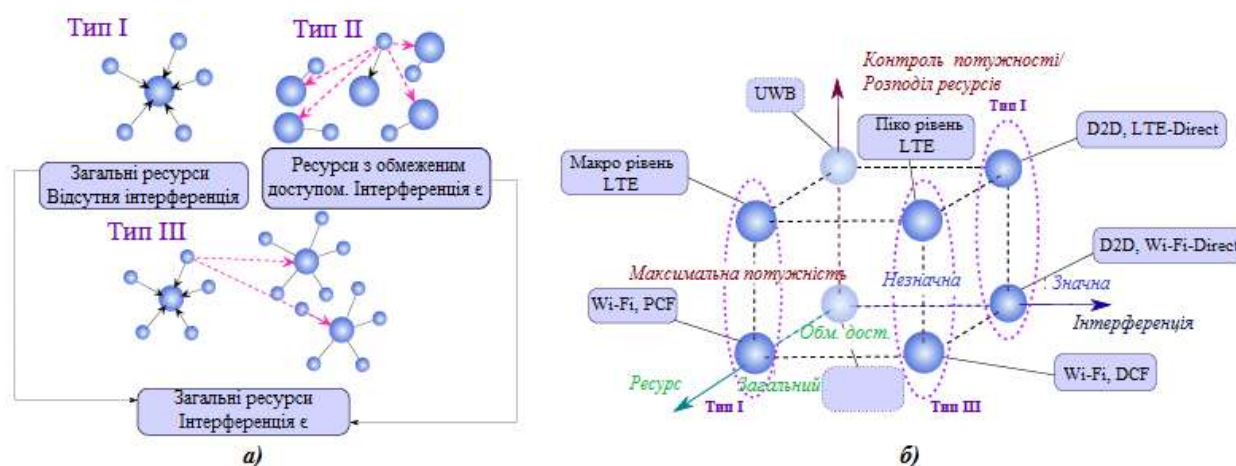 Тип I
Тип II
Загальні ресурси
Відсутня інтерференція
Ресурси з обмеженим
доступом. Інтерференція є
Тип III
Загальні ресурси
Інтерференція є
а)
Контроль потужності/
Розподіл ресурсів
UWB
Тип I
Піко рівень
LTE
D2D, LTE-Direct
Макро рівень
LTE
D2D, Wi-Fi-Direct
Максимальна потужність
Незначна
Значна
Wi-Fi, PCF
Інтерференція
Обм. дост.
Ресурс
Загальний
Wi-Fi, DCF
Тип I
Тип III
б)